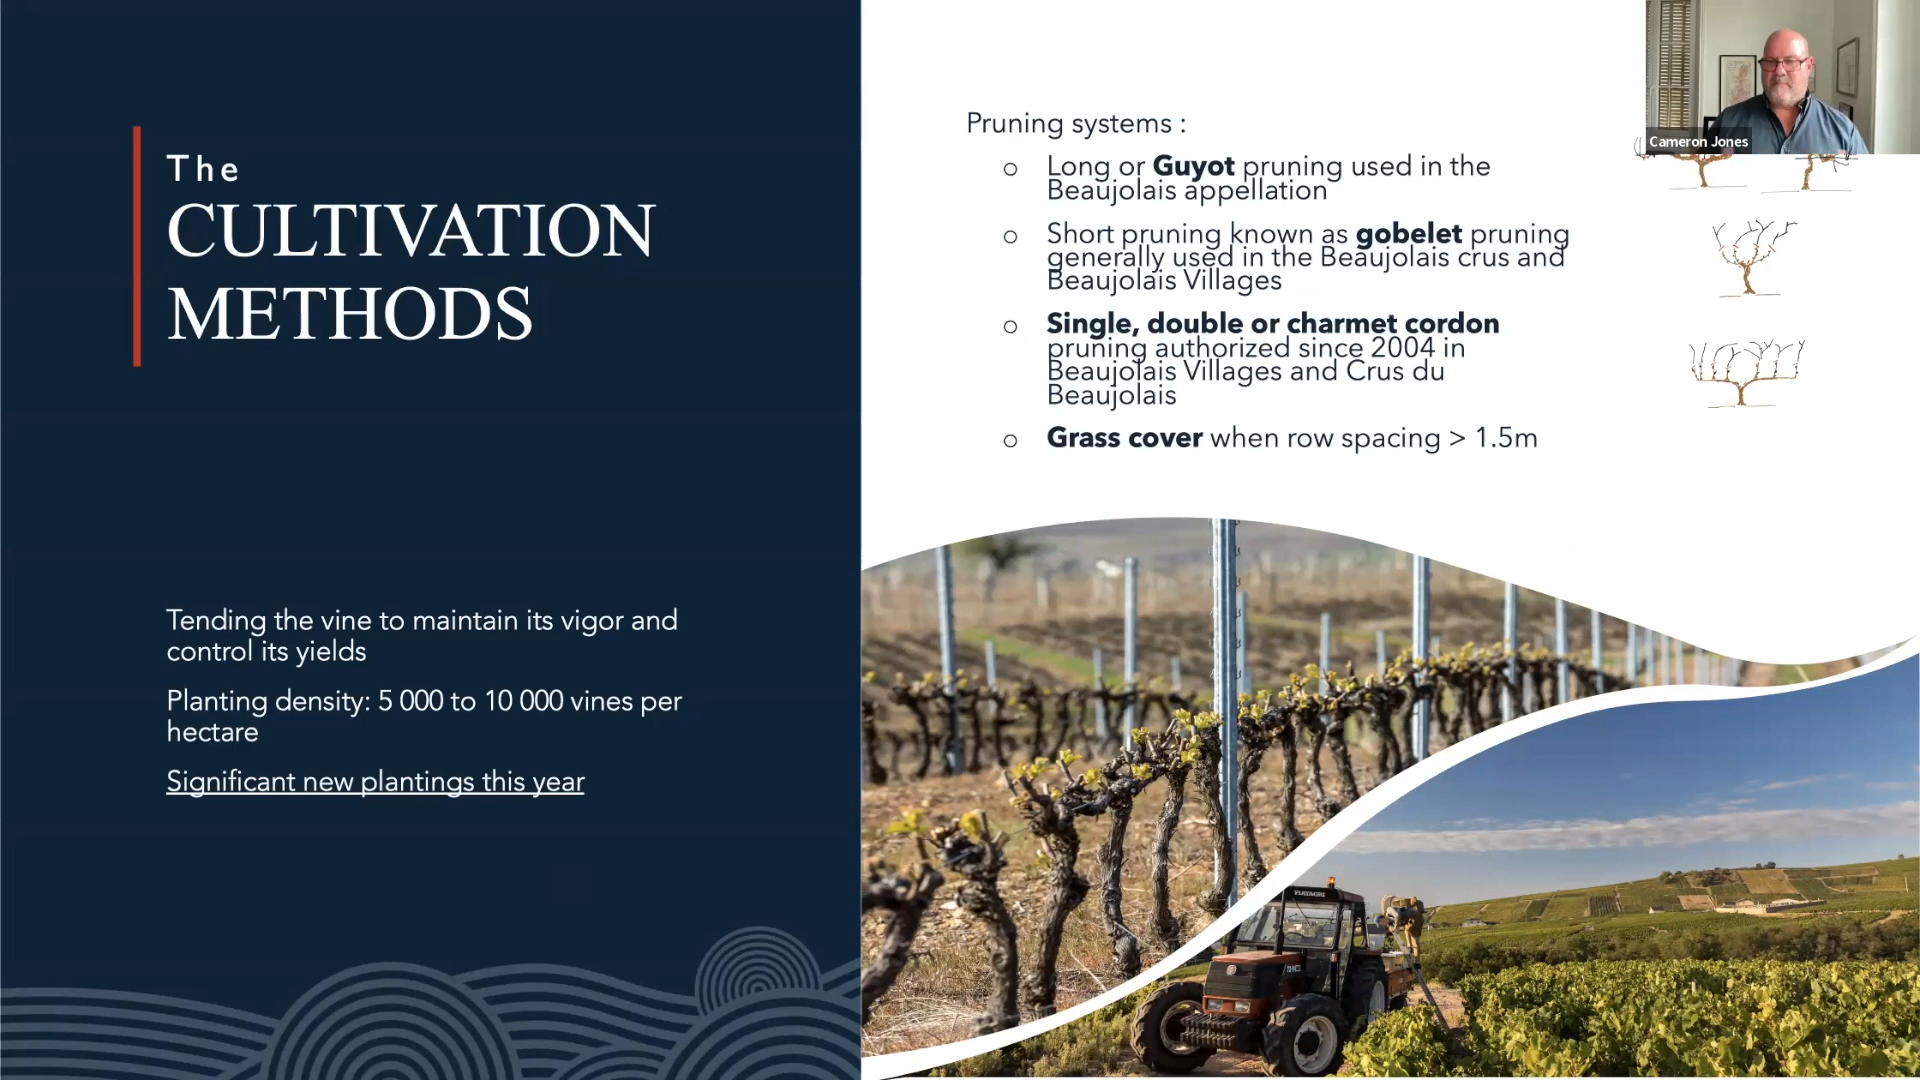 The
CULTIVATION
METHODS
Tending the vine to maintain its vigor and
control its yields
Planting density: 5 000 to 10 000 vines per
hectare
Significant new plantings this year
Pruning systems :
o Long or Guyot pruning used in the
Beaujolais appellation
o Short pruning known as gobelet pruning
generally used in the Beaujolais crus and
Beaujolais Villages
o Single, double or charmet cordon
pruning authorized since 2004 in
Beaujolais Villages and Crus du
Beaujolais
o Grass cover when row spacing > 1.5m
Cameron Jones
FIATAGRI